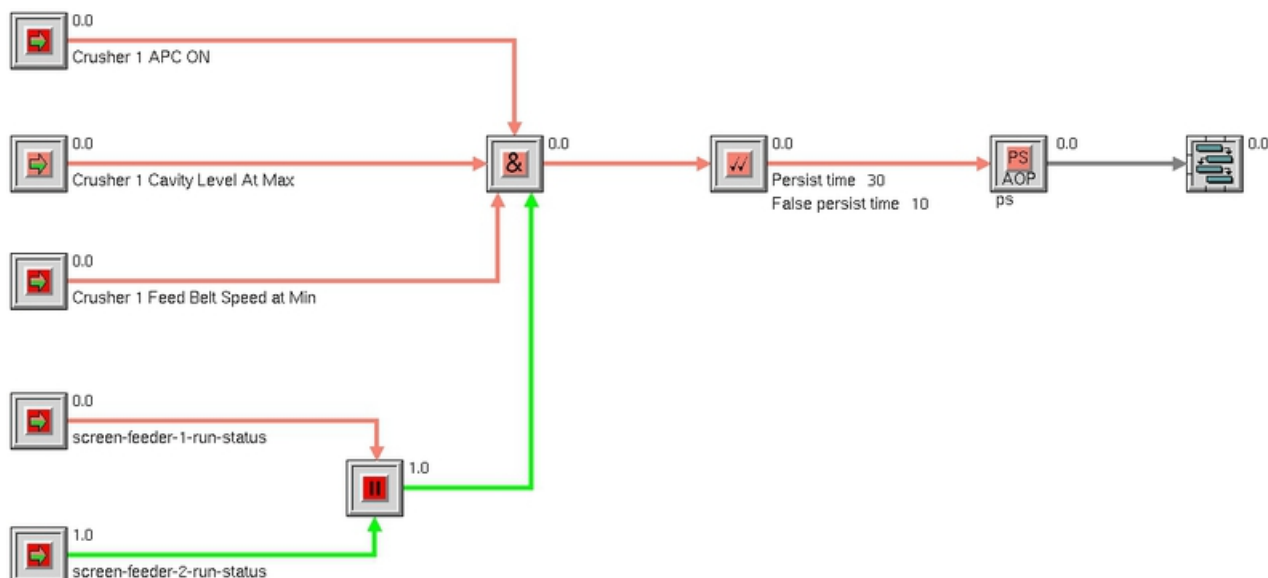 0.0
Crusher 1 APC ON
0.0
Crusher 1 Cavity Level At Max
&
0.0
0.0
Persist time 30
False persist time 10
PS
AOP
ps
0.0
0.0
0.0
Crusher 1 Feed Belt Speed at Min
0.0
screen-feeder-1-run-status
1.0
1.0
screen-feeder-2-run-status